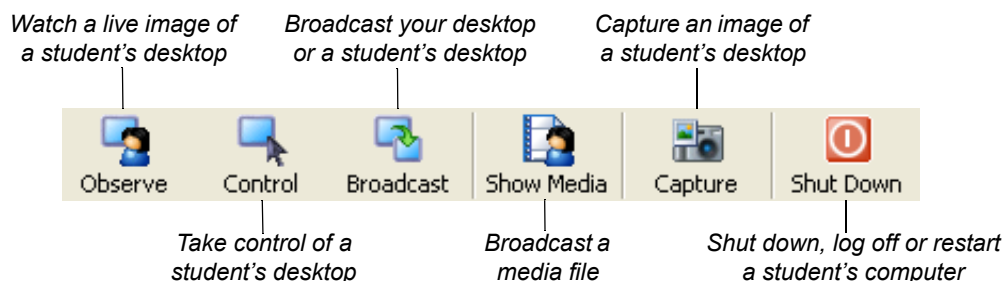 Watch a live image of
a student’s desktop
Broadcast your desktop
or a student’s desktop
Capture an image of
a student’s desktop
Observe
Control
Broadcast
Show Media
Capture
Shut Down
Take control of a
student’s desktop
Broadcast a
media file
Shut down, log off or restart
a student’s computer